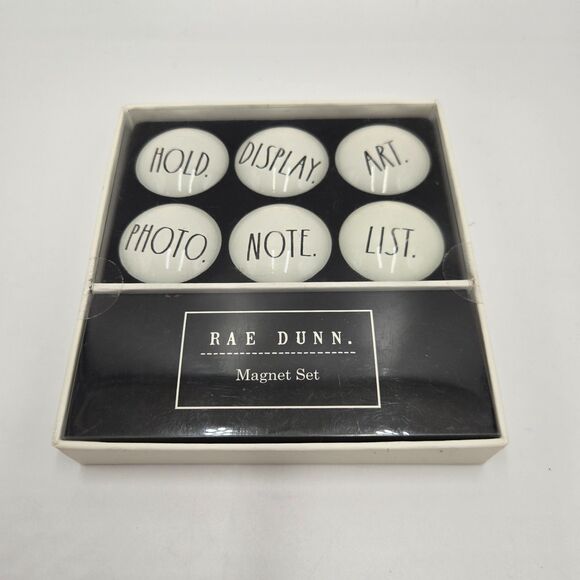 HOLD. DISPLAY. ART.
PHOTO. NOTE. LIST.
RAE DUNN.
Magnet Set